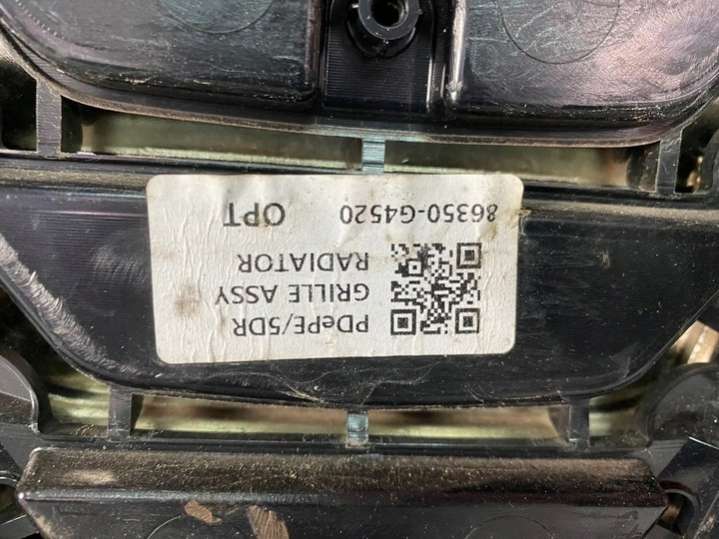 PDePE/5DR
GRILLE ASSY
RADIATOR
86350-G4520 OPT